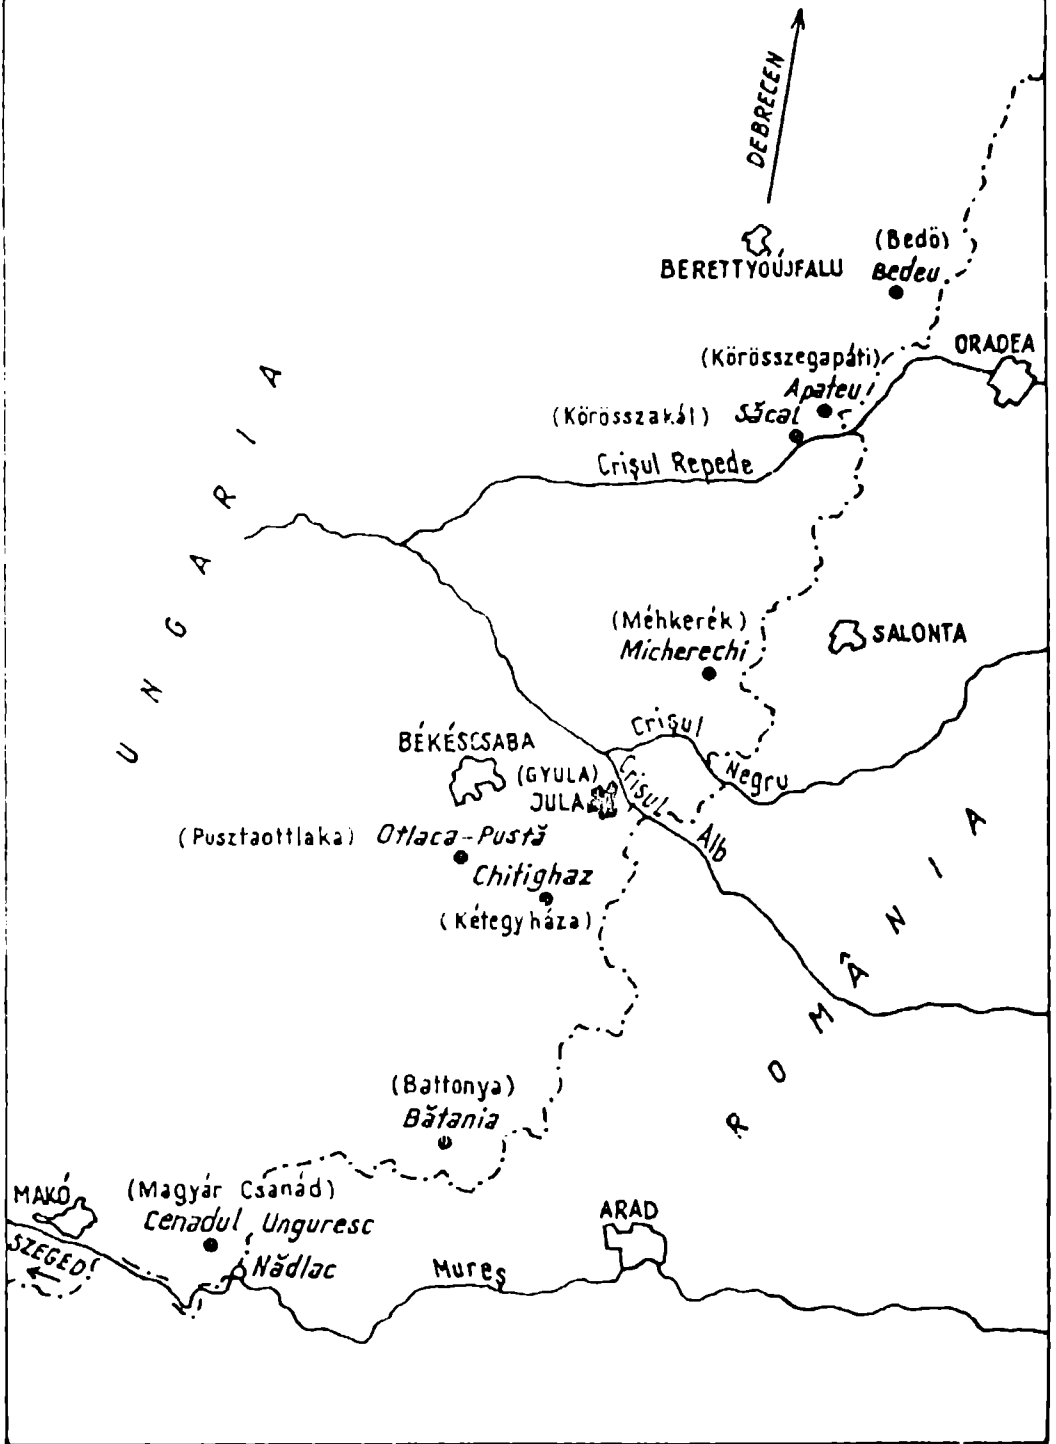 DEBRECEN
(Bedö)
BERETTYÓÚJFALU
Bedeu
ORADEA
(Körösszegapáti)
Apateu
(Körösszakál)
Săcal
Crişul Repede
UNGARIA
(Méhkerék)
Micherechi
SALONTA
Crişul Negru
BÉKÉSCSABA
(GYULA)
JULA
Crişul Alb
(Pusztaottlaka) Otlaca-Pustă
Chitighaz
(Kétegyháza)
ROMÂNIA
(Battonya)
Bătania
MAKÓ
(Magyár Csanád)
Cenadul Unguresc
ARAD
SZEGED
Nădlac
Mureş